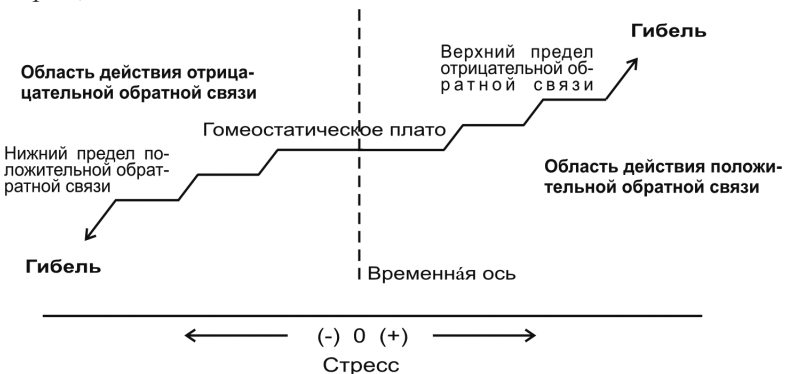 Гибель
Верхний предел
отрицательной об-
ратной связи
Область действия отрица-
цательной обратной связи
Гомеостатическое плато
Нижний предел по-
ложительной обрат-
ратной связи
Область действия положи-
тельной обратной связи
Гибель
Временнáя ось
(-) 0 (+)
Стресс